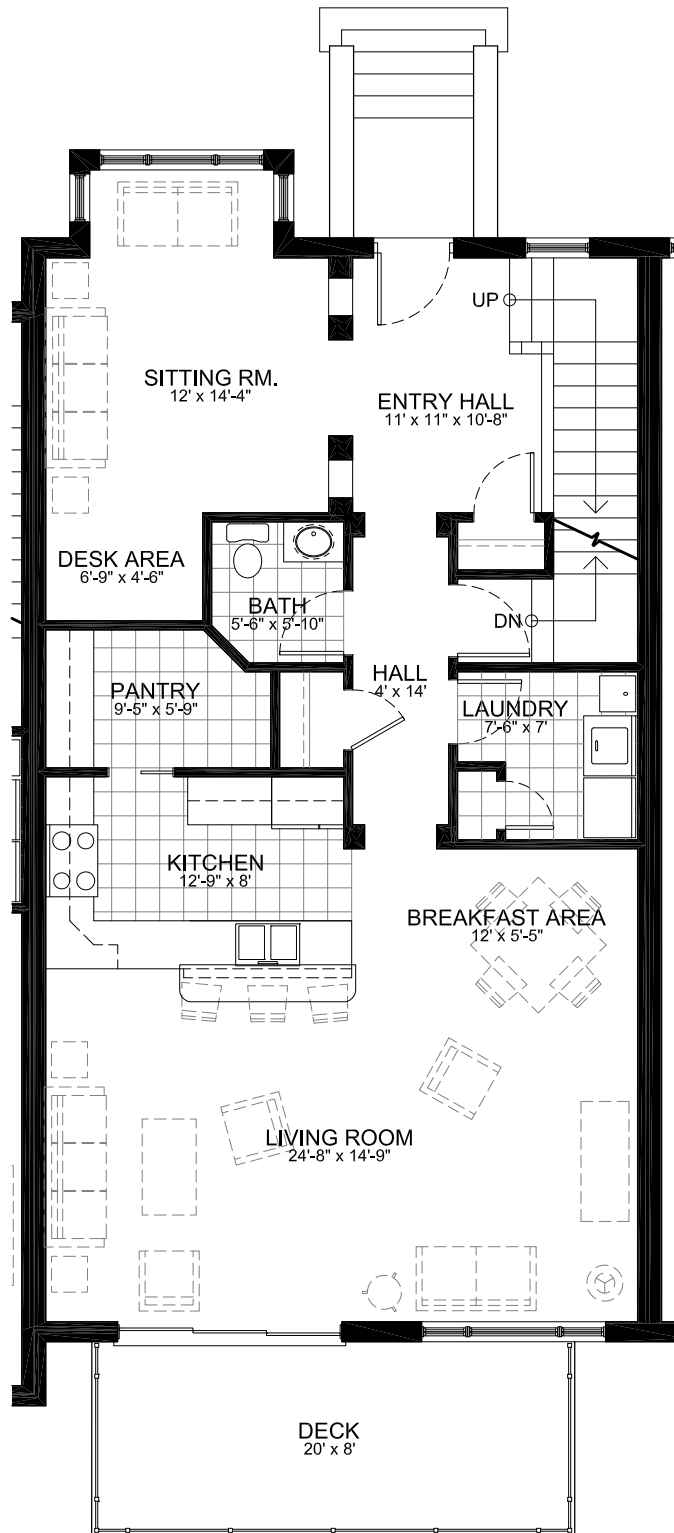 UP
SITTING RM.
12' x 14'-4"
ENTRY HALL
11' x 11" x 10'-8"
DESK AREA
6'-9" x 4'-6"
BATH
5'-6" x 5'-10"
DN
HALL
4' x 14'
PANTRY
9'-5" x 5'-9"
LAUNDRY
7'-6" x 7'
KITCHEN
12'-9" x 8'
BREAKFAST AREA
12' x 5'-5"
LIVING ROOM
24'-8" x 14'-9"
DECK
20' x 8'